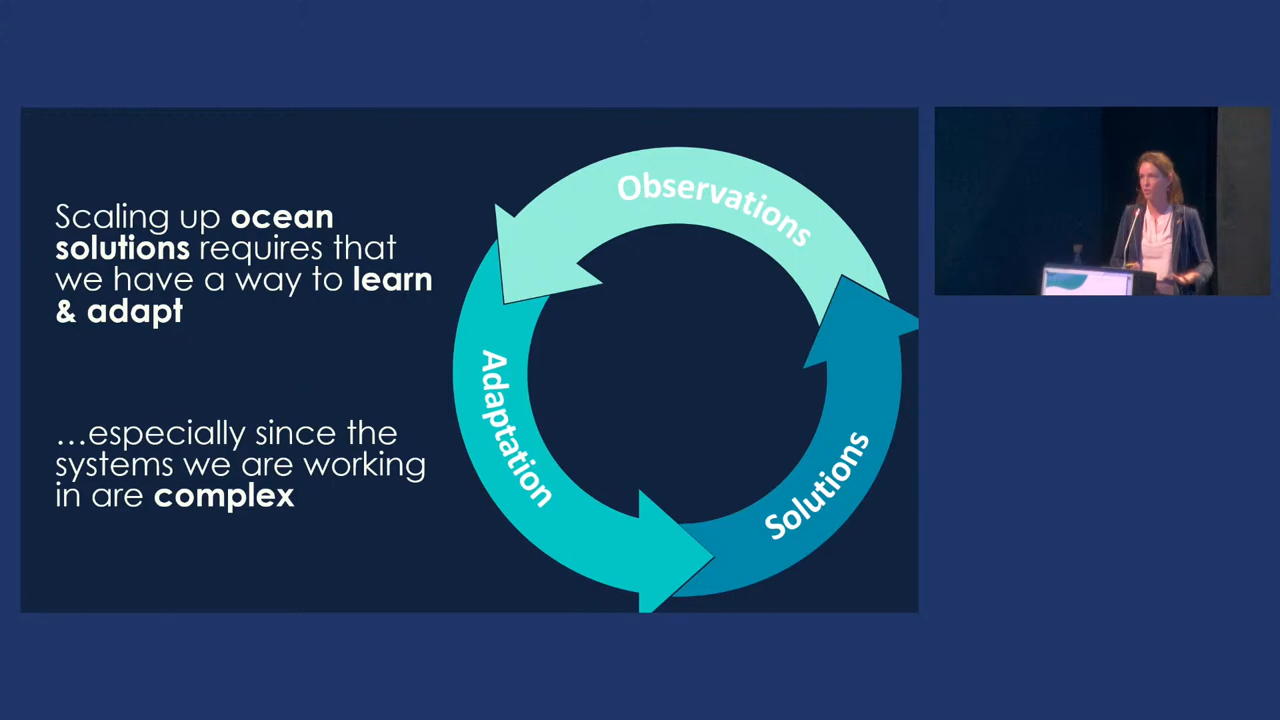 Scaling up ocean
solutions requires that
we have a way to learn
& adapt
…especially since the
systems we are working
in are complex
Observations
Adaptation
Solutions